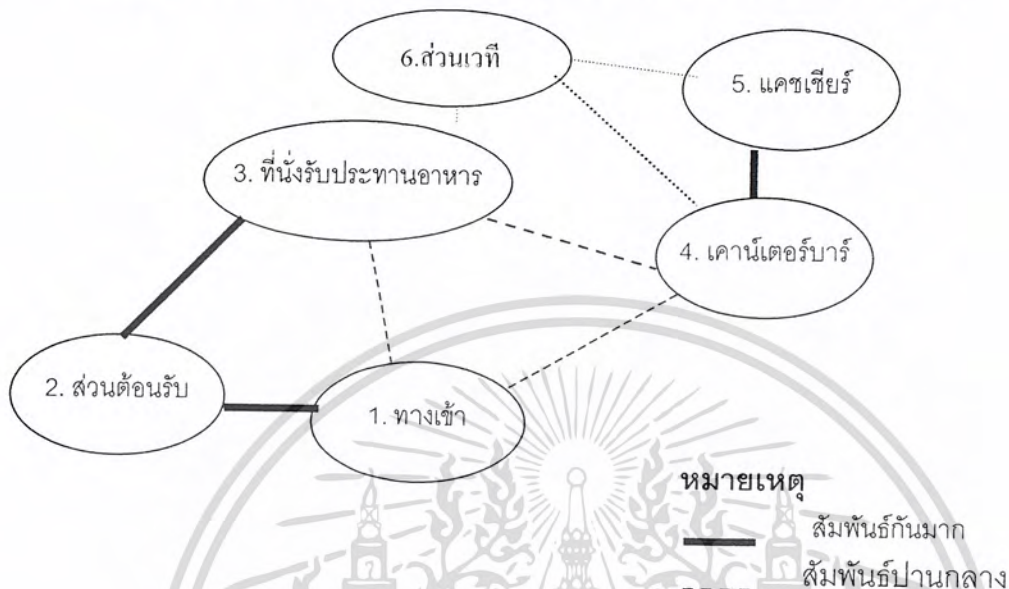 6.ส่วนเวที
5. แคชเชียร์
3. ที่นั่งรับประทานอาหาร
4. เคาน์เตอร์บาร์
2. ส่วนต้อนรับ
1. ทางเข้า
หมายเหตุ
สัมพันธ์กันมาก
สัมพันธ์ปานกลาง